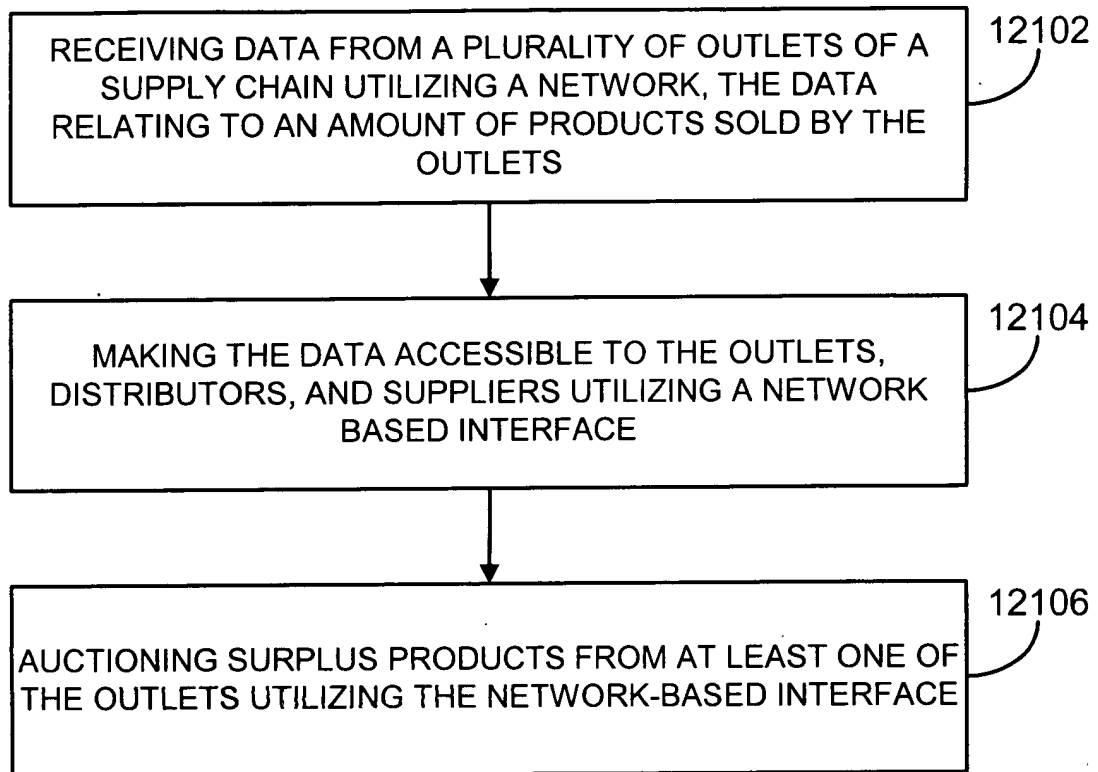 12102
RECEIVING DATA FROM A PLURALITY OF OUTLETS OF A
SUPPLY CHAIN UTILIZING A NETWORK, THE DATA
RELATING TO AN AMOUNT OF PRODUCTS SOLD BY THE
OUTLETS
12104
MAKING THE DATA ACCESSIBLE TO THE OUTLETS,
DISTRIBUTORS, AND SUPPLIERS UTILIZING A NETWORK
BASED INTERFACE
12106
AUCTIONING SURPLUS PRODUCTS FROM AT LEAST ONE OF
THE OUTLETS UTILIZING THE NETWORK-BASED INTERFACE